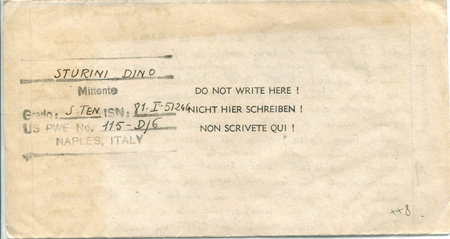 STURINI DINO
Mittente
Grado: S.TEN ISN: 81-I-51244
US PWE No. 115-D/6
NAPLES, ITALY
DO NOT WRITE HERE !
NICHT HIER SCHREIBEN !
NON SCRIVETE QUI !